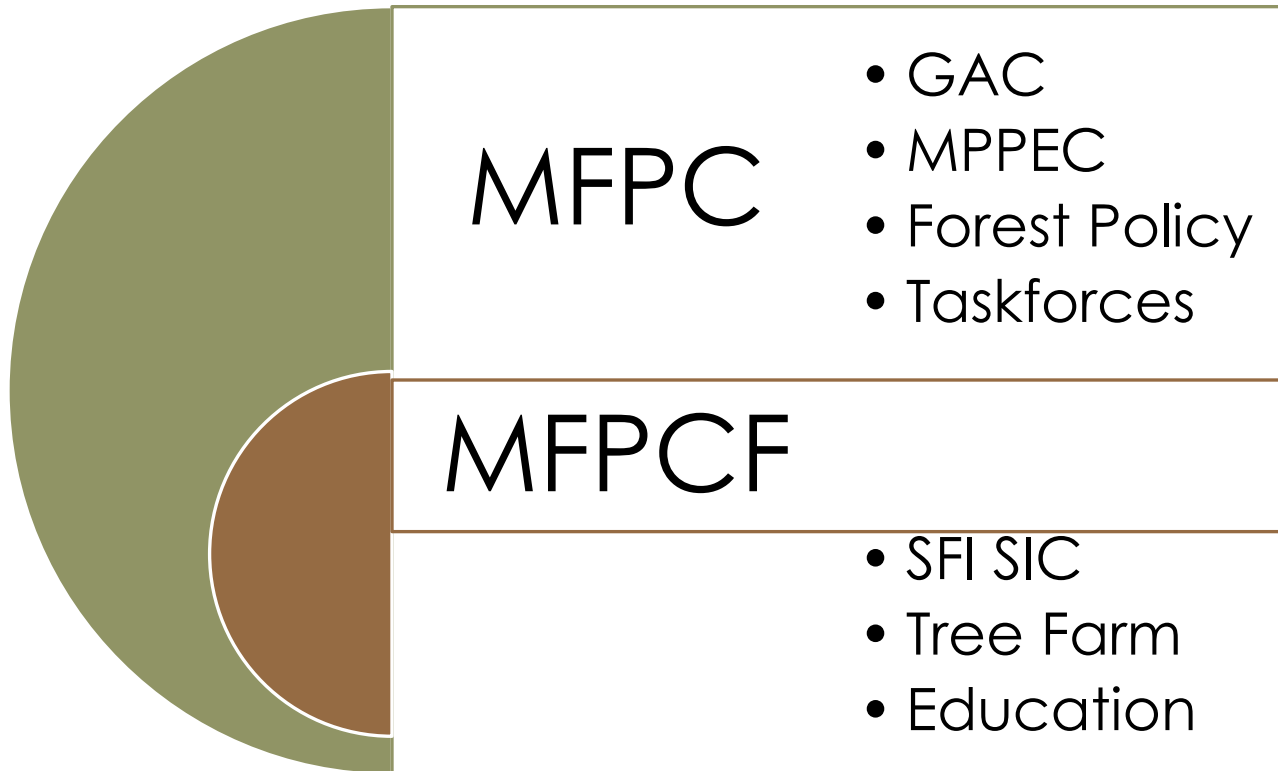 MFPC
• GAC
• MPPEC
• Forest Policy
• Taskforces
MFPCF
• SFI SIC
• Tree Farm
• Education